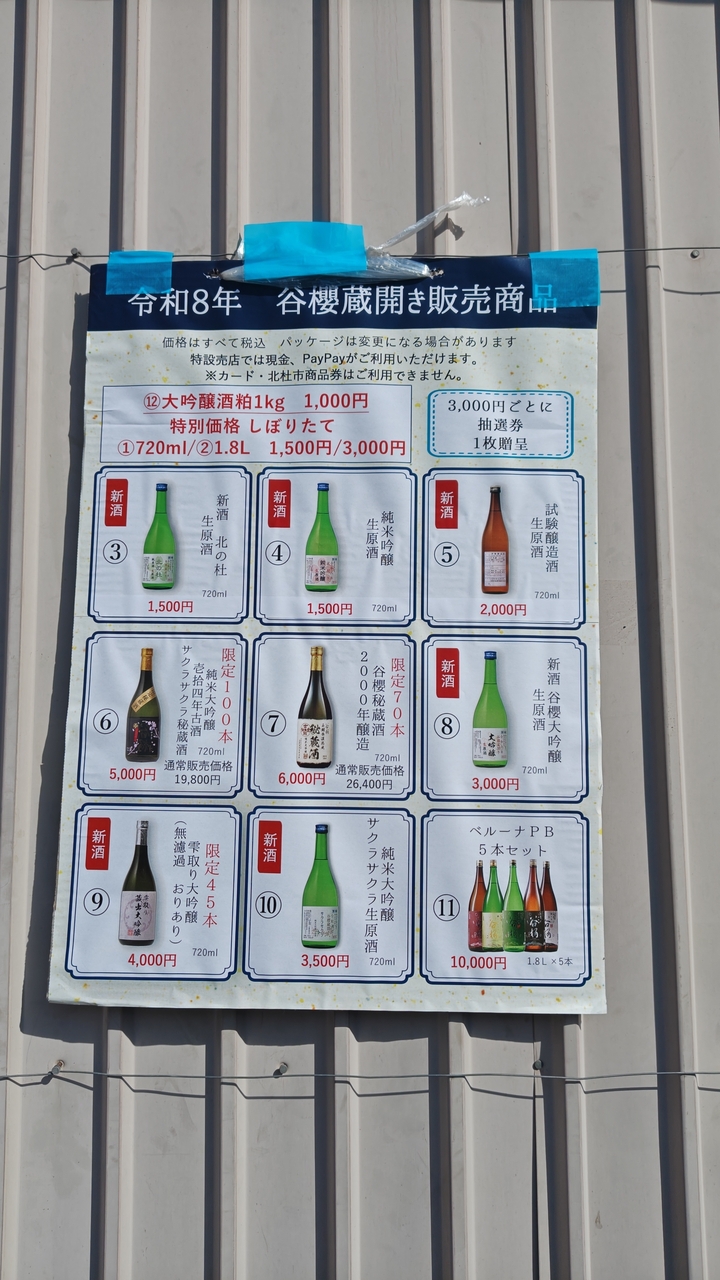 令和8年 谷櫻蔵開き販売商品
価格はすべて税込 パッケージは変更になる場合があります
特設売店では現金、PayPayがご利用いただけます。
※カード・北杜市商品券はご利用できません。
⑫大吟醸酒粕1kg 1,000円
特別価格 しぼりたて
①720ml/②1.8L 1,500円/3,000円
3,000円ごとに
抽選券
1枚贈呈
新酒
③
新酒 北の杜
生原酒
720ml
1,500円
新酒
④
純米吟醸
生原酒
1,500円
720ml
新酒
⑤
試験醸造酒
生原酒
720ml
2,000円
⑥
限定100本
純米大吟醸
壱拾四年古酒
サクラサクラ秘蔵酒
720ml
5,000円
通常販売価格
19,800円
⑦
限定70本
谷櫻秘蔵酒
2000年醸造
秘蔵酒
720ml
6,000円
通常販売価格
26,400円
新酒
⑧
新酒 谷櫻大吟醸
生原酒
大吟醸
720ml
3,000円
新酒
⑨
限定45本
雫取り大吟醸
(無濾過 おりあり)
720ml
4,000円
新酒
⑩
純米大吟醸
サクラサクラ生原酒
3,500円
720ml
ベルーナPB
5本セット
⑪
10,000円
1.8L×5本